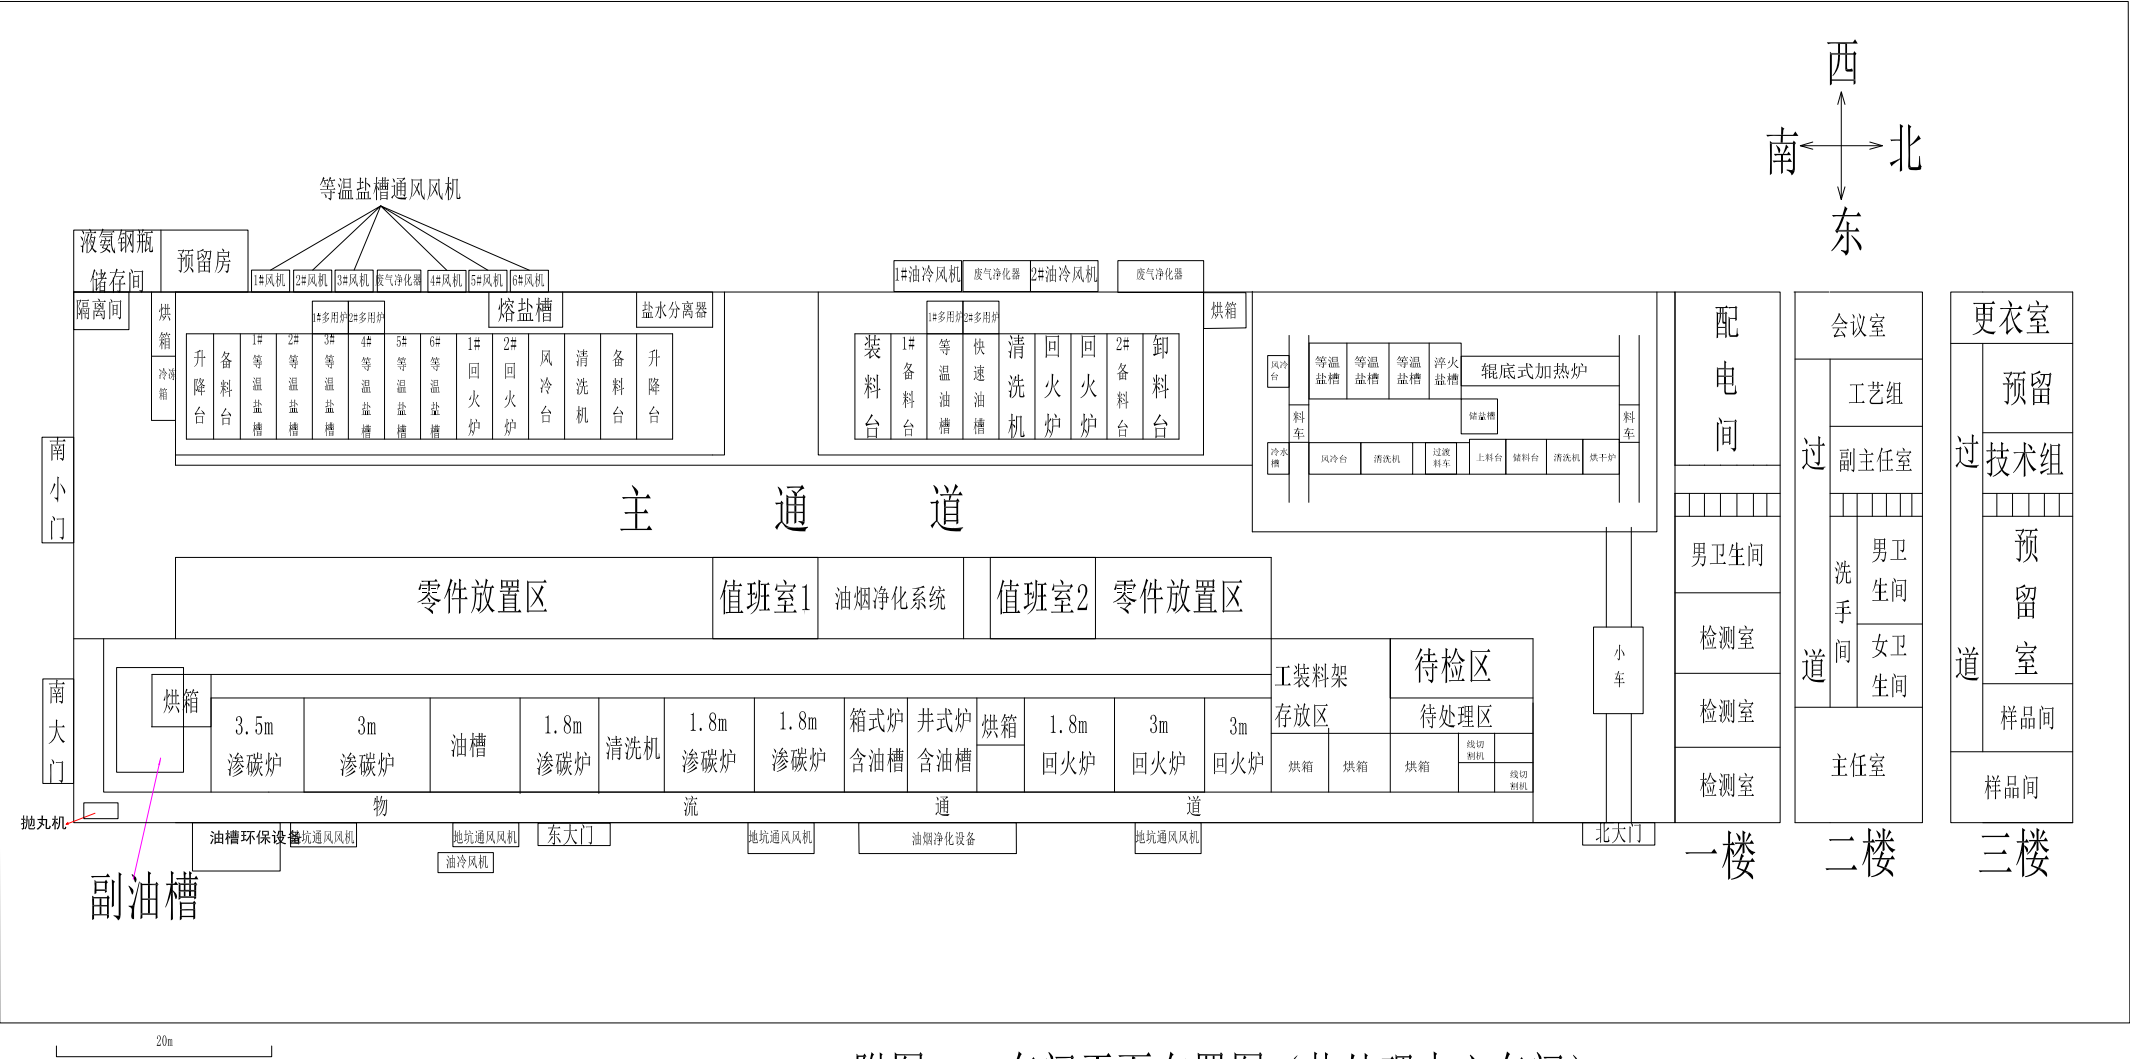 西
南
北
东
等温盐槽通风风机
液氨钢瓶
储存间
预留房
1#风机
2#风机
3#风机
废气净化器
4#风机
5#风机
6#风机
1#油冷风机
废气净化器
2#油冷风机
废气净化器
隔离间
烘箱
冷冻箱
1#多用炉
2#多用炉
熔盐槽
盐水分离器
升降台
备料台
1#等温盐槽
2#等温盐槽
3#等温盐槽
4#等温盐槽
5#等温盐槽
6#等温盐槽
1#回火炉
2#回火炉
风冷台
清洗机
备料台
升降台
1#多用炉
2#多用炉
烘箱
装料台
1#备料台
等温油槽
快速油槽
清洗机
回火炉
回火炉
2#备料台
卸料台
风冷台
等温盐槽
等温盐槽
等温盐槽
淬火盐槽
辊底式加热炉
储盐槽
料车
料车
冷水槽
风冷台
清洗机
过渡料车
上料台
储料台
清洗机
烘干炉
配电间
会议室
工艺组
副主任室
过道
更衣室
预留
技术组
过道
南小门
主通道
零件放置区
值班室1
油烟净化系统
值班室2
零件放置区
男卫生间
检测室
检测室
检测室
洗手间
男卫生间
女卫生间
主任室
预留室
样品间
样品间
小车
南大门
烘箱
3.5m
渗碳炉
3m
渗碳炉
油槽
1.8m
渗碳炉
清洗机
1.8m
渗碳炉
1.8m
渗碳炉
箱式炉
含油槽
井式炉
含油槽
烘箱
1.8m
回火炉
3m
回火炉
3m
回火炉
工装料架
存放区
待检区
待处理区
烘箱
烘箱
烘箱
线切割机
线切割机
物流通道
抛丸机
油槽环保设备
地坑通风风机
地坑通风风机
油冷风机
东大门
地坑通风风机
油烟净化设备
地坑通风风机
北大门
一楼
二楼
三楼
副油槽
20m